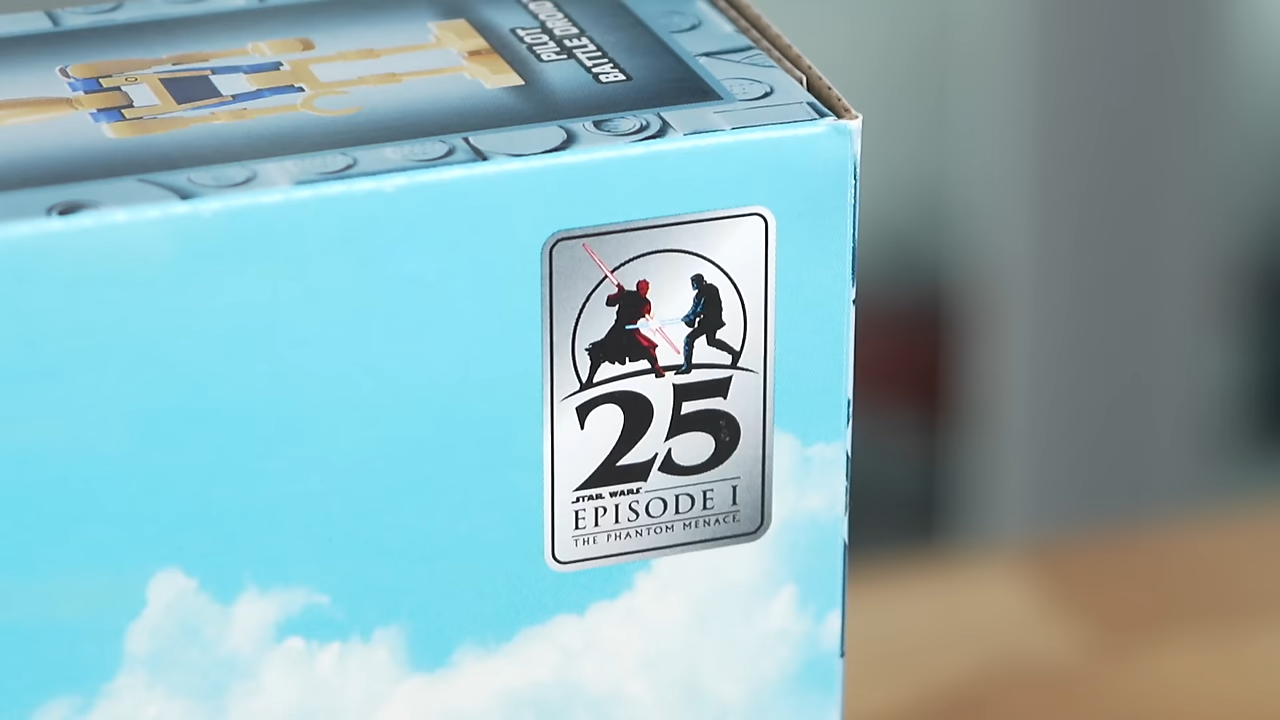 PILOT
BATTLE DROID
25
STAR WARS
EPISODE I
THE PHANTOM MENACE